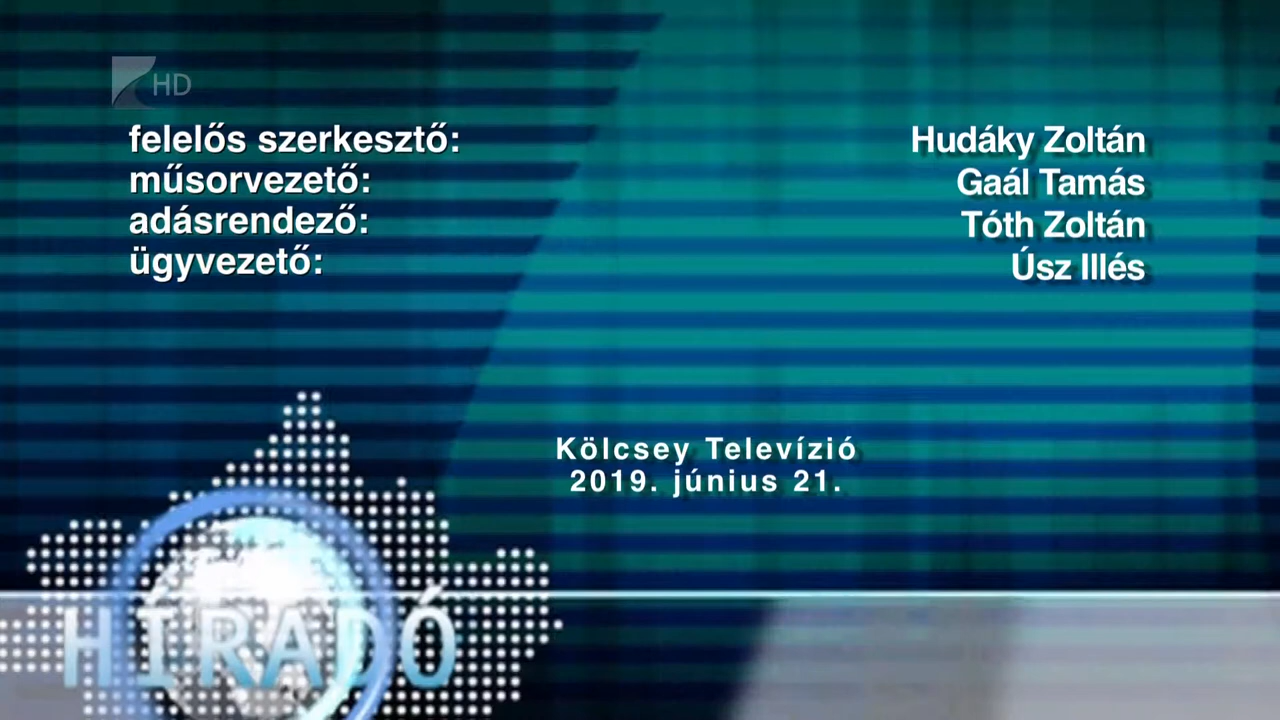 HD
felelős szerkesztő: Hudáky Zoltán
műsorvezető: Gaál Tamás
adásrendező: Tóth Zoltán
ügyvezető: Úsz Illés
Kölcsey Televízió
2019. június 21.
HÍRADÓ